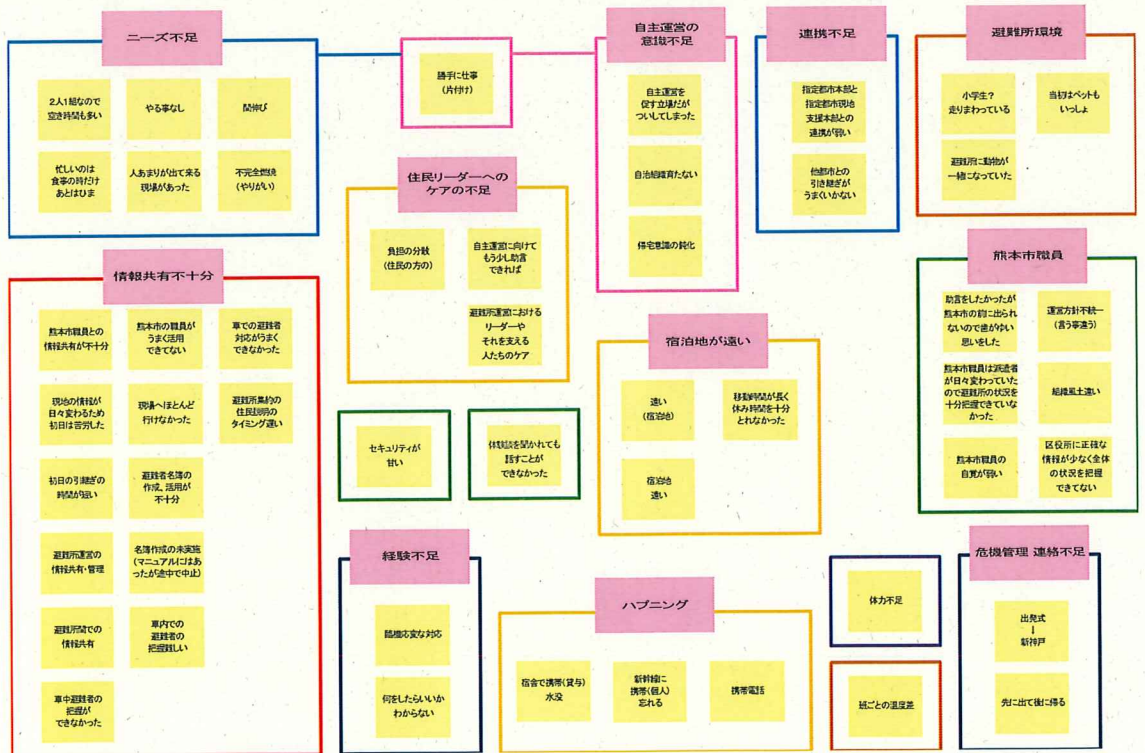 ニーズ不足
2人1組なので
空き時間も多い
やる事なし
間伸び
忙しいのは
食事の時だけ
あとはひま
人あまりが出て来る
現場があった
不完全燃焼
(やりがい)
勝手に仕事
(片付け)
自主運営の
意識不足
自主運営を
促す立場だが
ついしてしまった
自治組織育たない
帰宅意識の鈍化
連携不足
指定都市本部と
指定都市現地
支援本部との
連携が弱い
他都市との
引き継ぎが
うまくいかない
避難所環境
小学生?
走りまわっている
当初はペットも
いっしょ
避難所に動物が
一緒になっていた
住民リーダーへの
ケアの不足
負担の分散
(住民の方の)
自主運営に向けて
もう少し助言
できれば
避難所運営における
リーダーや
それを支える
人たちのケア
情報共有不十分
熊本市職員との
情報共有が不十分
熊本市の職員が
うまく活用
できてない
車での避難者
対応がうまく
できなかった
現地の情報が
日々変わるため
初日は苦労した
現場へほとんど
行けなかった
避難所集約の
住民説明の
タイミング遅い
初日の引継ぎの
時間が短い
避難者名簿の
作成、活用が
不十分
避難所運営の
情報共有・管理
名簿作成の未実施
(マニュアルにはあ
ったが途中で中止)
避難所間での
情報共有
車内での
避難者の
把握難しい
車中避難者の
把握が
できなかった
熊本市職員
助言をしたかったが
熊本市の前に出られ
ないので歯がゆい
思いをした
運営方針不統一
(言う事違う)
熊本市職員は派遣者
が日々変わっていた
ので避難所の状況を
十分把握できていな
かった
組織風土違い
熊本市職員の
自覚が弱い
区役所に正確な
情報が少なく全体
の状況を把握
できてない
宿泊地が遠い
遠い
(宿泊地)
移動時間が長く
休み時間を十分
とれなかった
宿泊地
遠い
セキュリティが
甘い
体験談を聞かれても
話すことが
できなかった
経験不足
臨機応変な対応
何をしたらいいか
わからない
ハプニング
宿舎で携帯(貸与)
水没
新幹線に
携帯(個人)
忘れる
携帯電話
体力不足
班ごとの温度差
危機管理 連絡不足
出発式
↓
新神戸
先に出て後に帰る